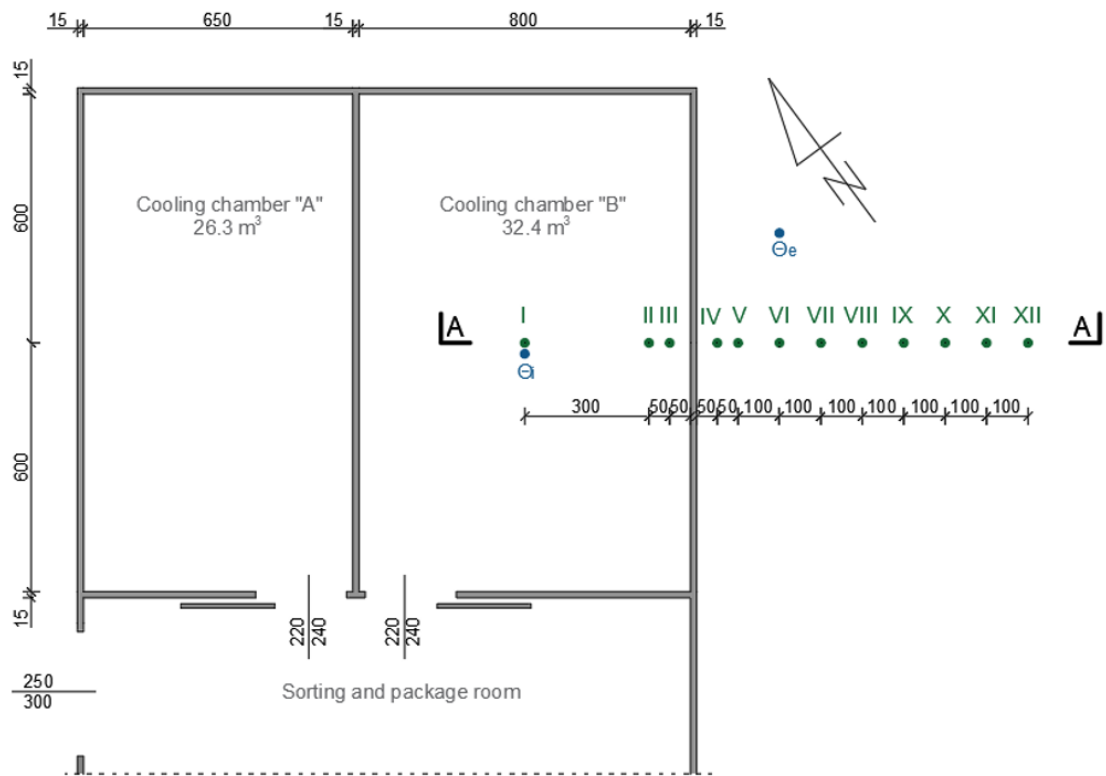 15 650 15 800 15
15
Cooling chamber "A"
26.3 m³
Cooling chamber "B"
32.4 m³
N
600
Θe
A I II III IV V VI VII VIII IX X XI XII A
Θi
300 50 50 50 50 100 100 100 100 100 100 100
600
15
220
240
220
240
250
300
Sorting and package room